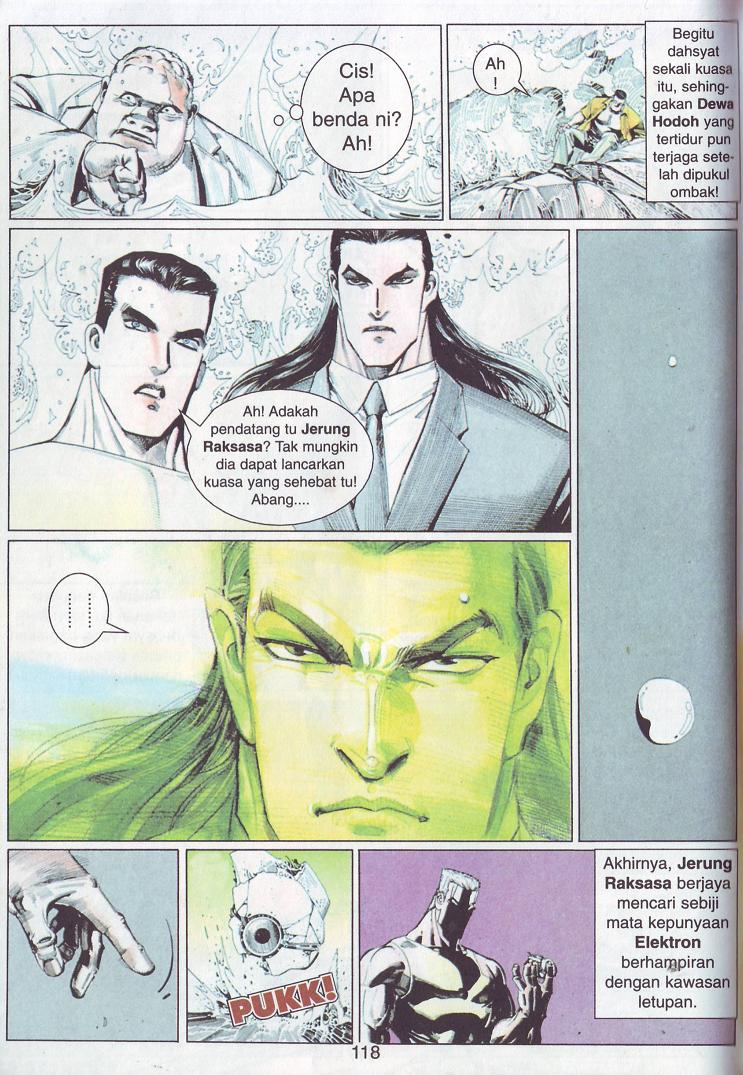 Cis!
Apa
benda ni?
Ah!
Ah
!
Begitu
dahsyat
sekali kuasa
itu, sehing-
gakan Dewa
Hodoh yang
tertidur pun
terjaga sete-
lah dipukul
ombak!
Ah! Adakah
pendatang tu Jerung
Raksasa? Tak mungkin
dia dapat lancarkan
kuasa yang sehebat tu!
Abang....
PUKK!
Akhirnya, Jerung
Raksasa berjaya
mencari sebiji
mata kepunyaan
Elektron
berhampiran
dengan kawasan
letupan.
118